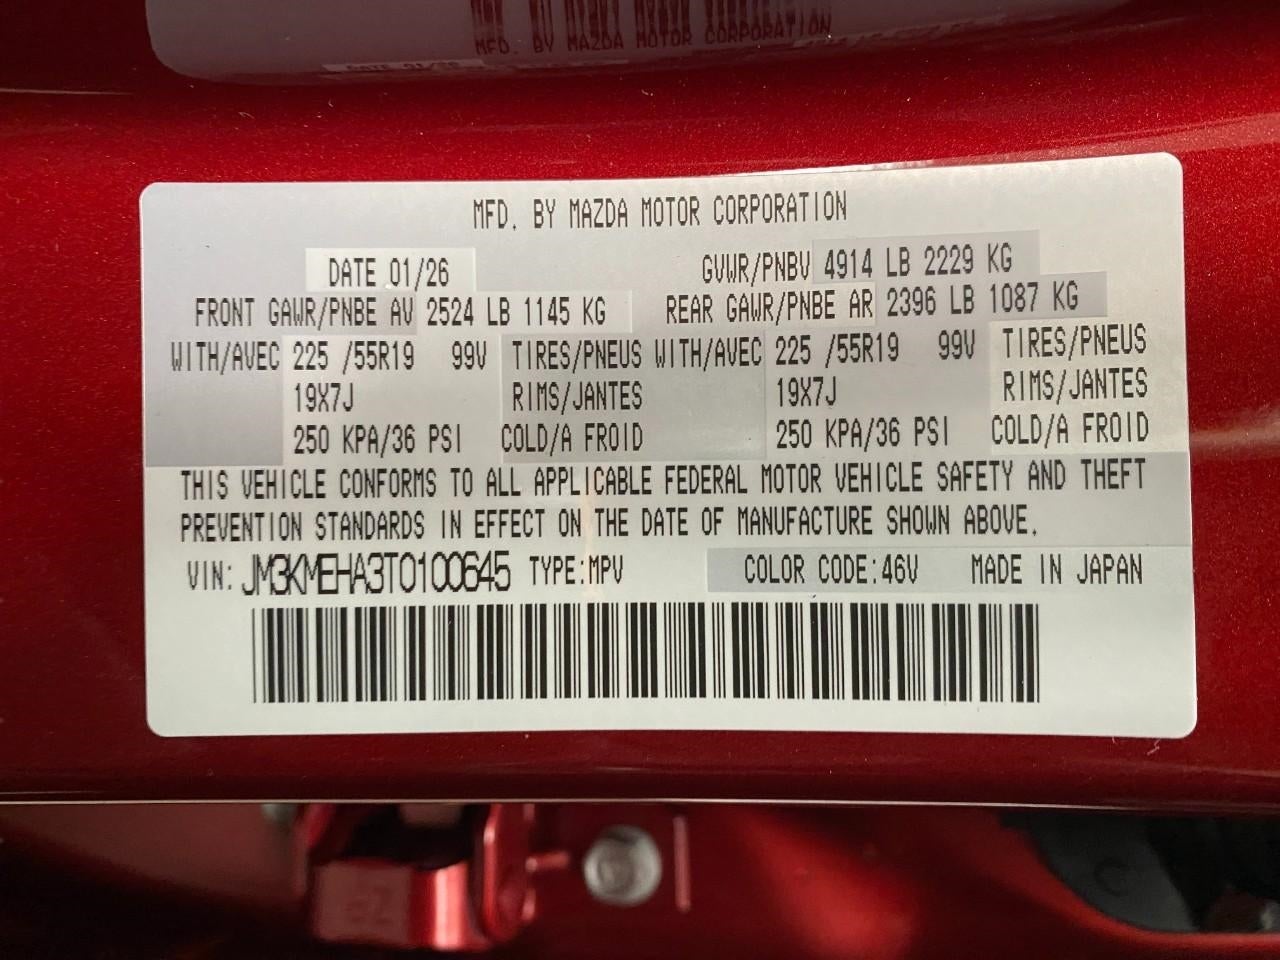 MFD. BY MAZDA MOTOR CORPORATION
MFD. BY MAZDA MOTOR CORPORATION
DATE 01/26 GVWR/PNBV 4914 LB 2229 KG
FRONT GAWR/PNBE AV 2524 LB 1145 KG REAR GAWR/PNBE AR 2396 LB 1087 KG
WITH/AVEC 225 /55R19 99V TIRES/PNEUS WITH/AVEC 225 /55R19 99V TIRES/PNEUS
19X7J RIMS/JANTES 19X7J RIMS/JANTES
250 KPA/36 PSI COLD/A FROID 250 KPA/36 PSI COLD/A FROID
THIS VEHICLE CONFORMS TO ALL APPLICABLE FEDERAL MOTOR VEHICLE SAFETY AND THEFT
PREVENTION STANDARDS IN EFFECT ON THE DATE OF MANUFACTURE SHOWN ABOVE.
VIN: JM3KMEHA3T0100645 TYPE:MPV COLOR CODE:46V MADE IN JAPAN